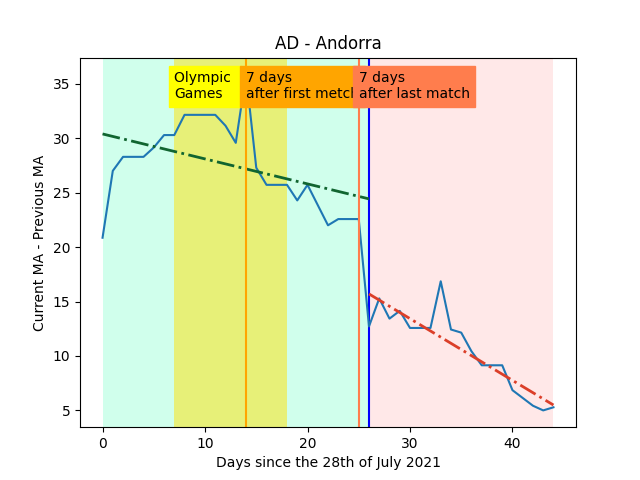 AD - Andorra
Olympic
Games
7 days
after first metch
7 days
after last match
Current MA - Previous MA
35
30
25
20
15
10
5
0
10
20
30
40
Days since the 28th of July 2021